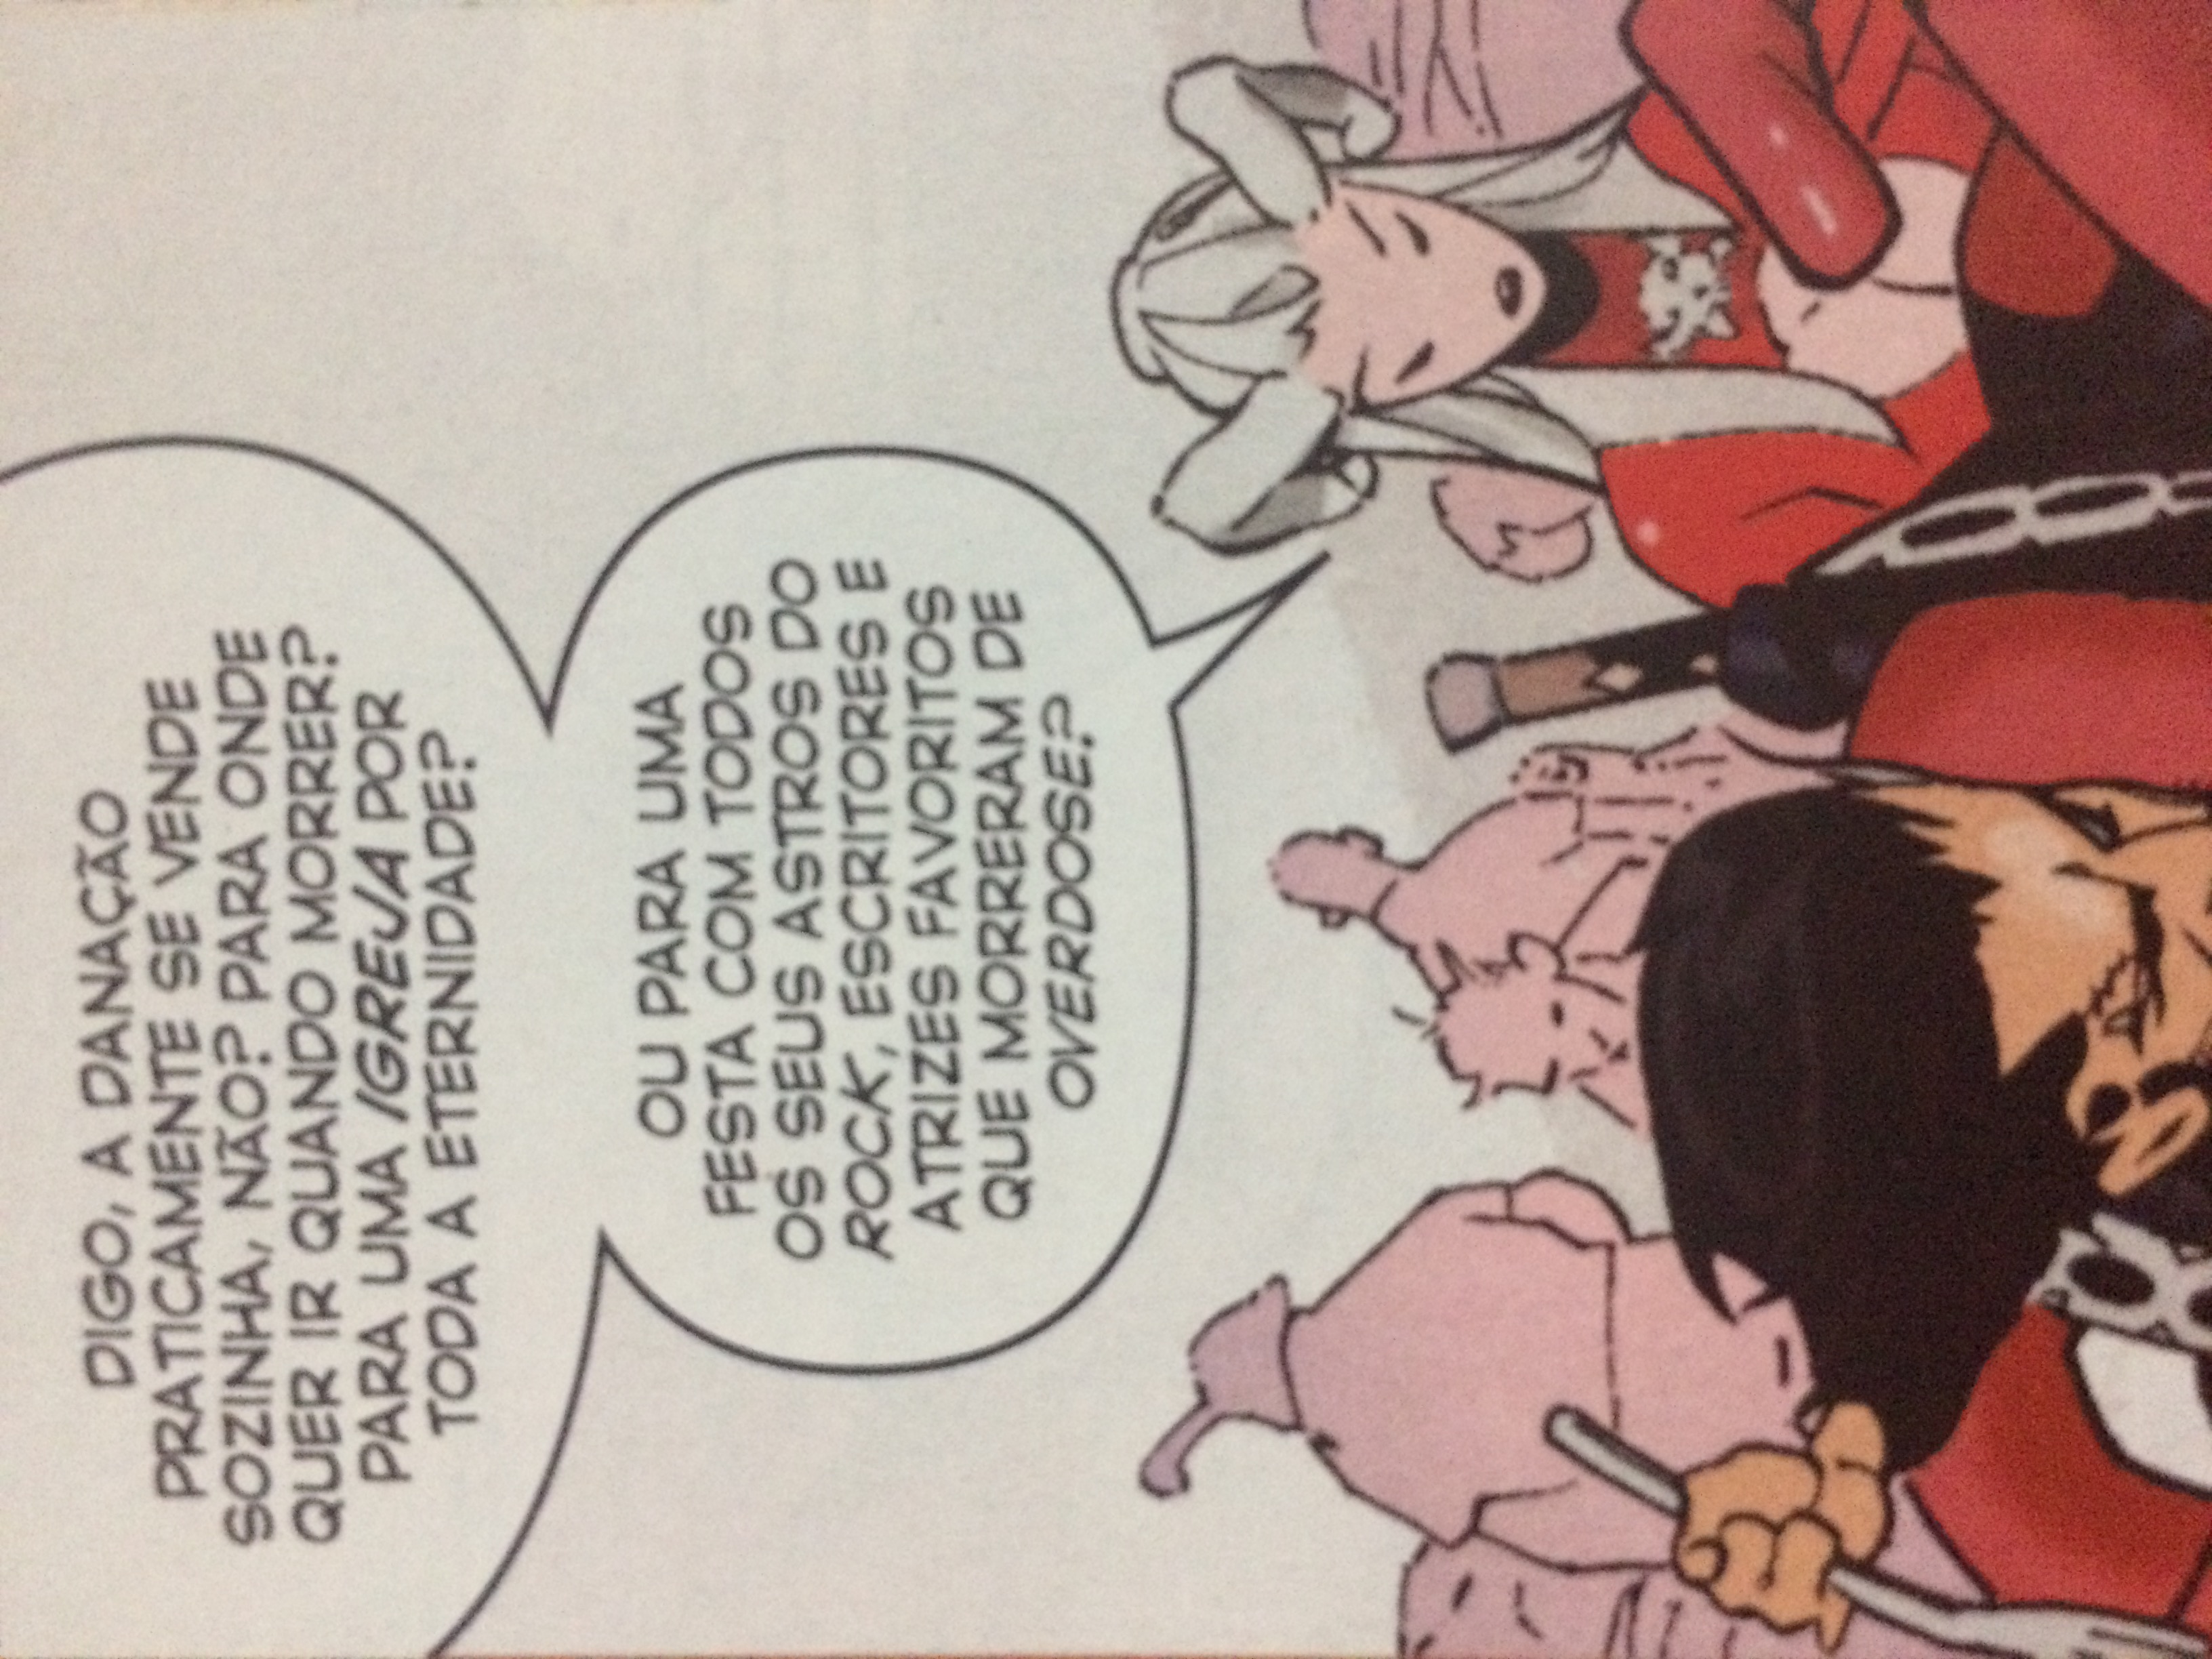 DIGO, A DANAÇÃO
PRATICAMENTE SE VENDE
SOZINHA, NÃO? PARA ONDE
QUER IR QUANDO MORRER?
PARA UMA IGREJA POR
TODA A ETERNIDADE?
OU PARA UMA
FESTA COM TODOS
OS SEUS ASTROS DO
ROCK, ESCRITORES E
ATRIZES FAVORITOS
QUE MORRERAM DE
OVERDOSE?